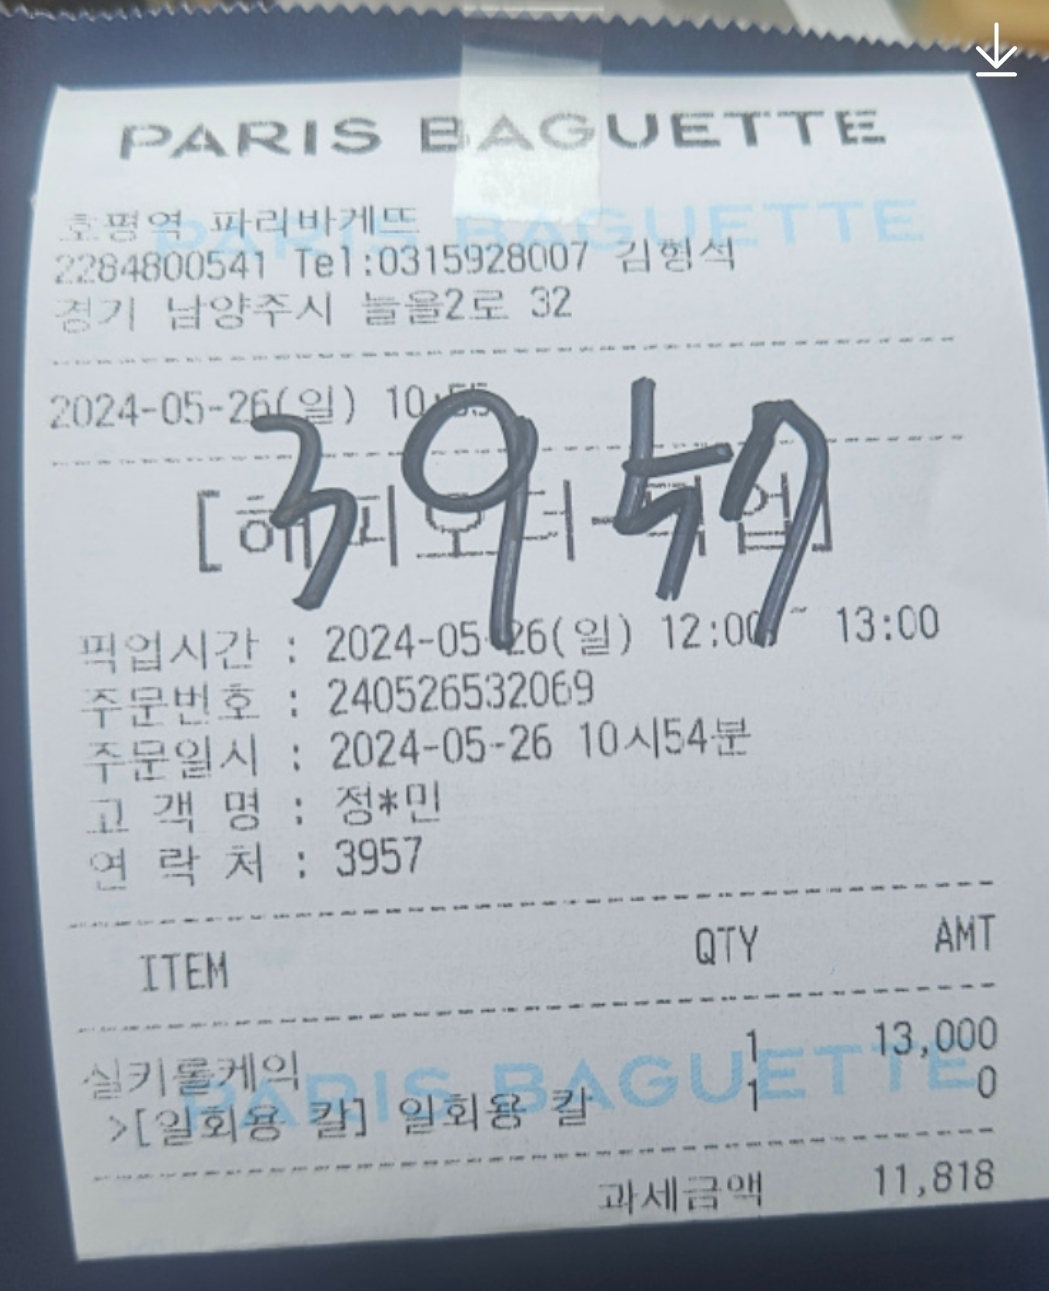 PARIS BAGUETTE
호평역 파리바게뜨
PARIS BAGUETTE
2284800541 Tel:0315928007 김형석
경기 남양주시 늘을2로 32
2024-05-26(일) 10:55
3957
[해피오더-픽업]
픽업시간 : 2024-05-26(일) 12:00 ~ 13:00
주문번호 : 240526532069
주문일시 : 2024-05-26 10시54분
고 객 명 : 정*민
연 락 처 : 3957
ITEM QTY AMT
실키롤케익 1 13,000
PARIS BAGUETTE
>[일회용 칼] 일회용 칼 1 0
과세금액 11,818